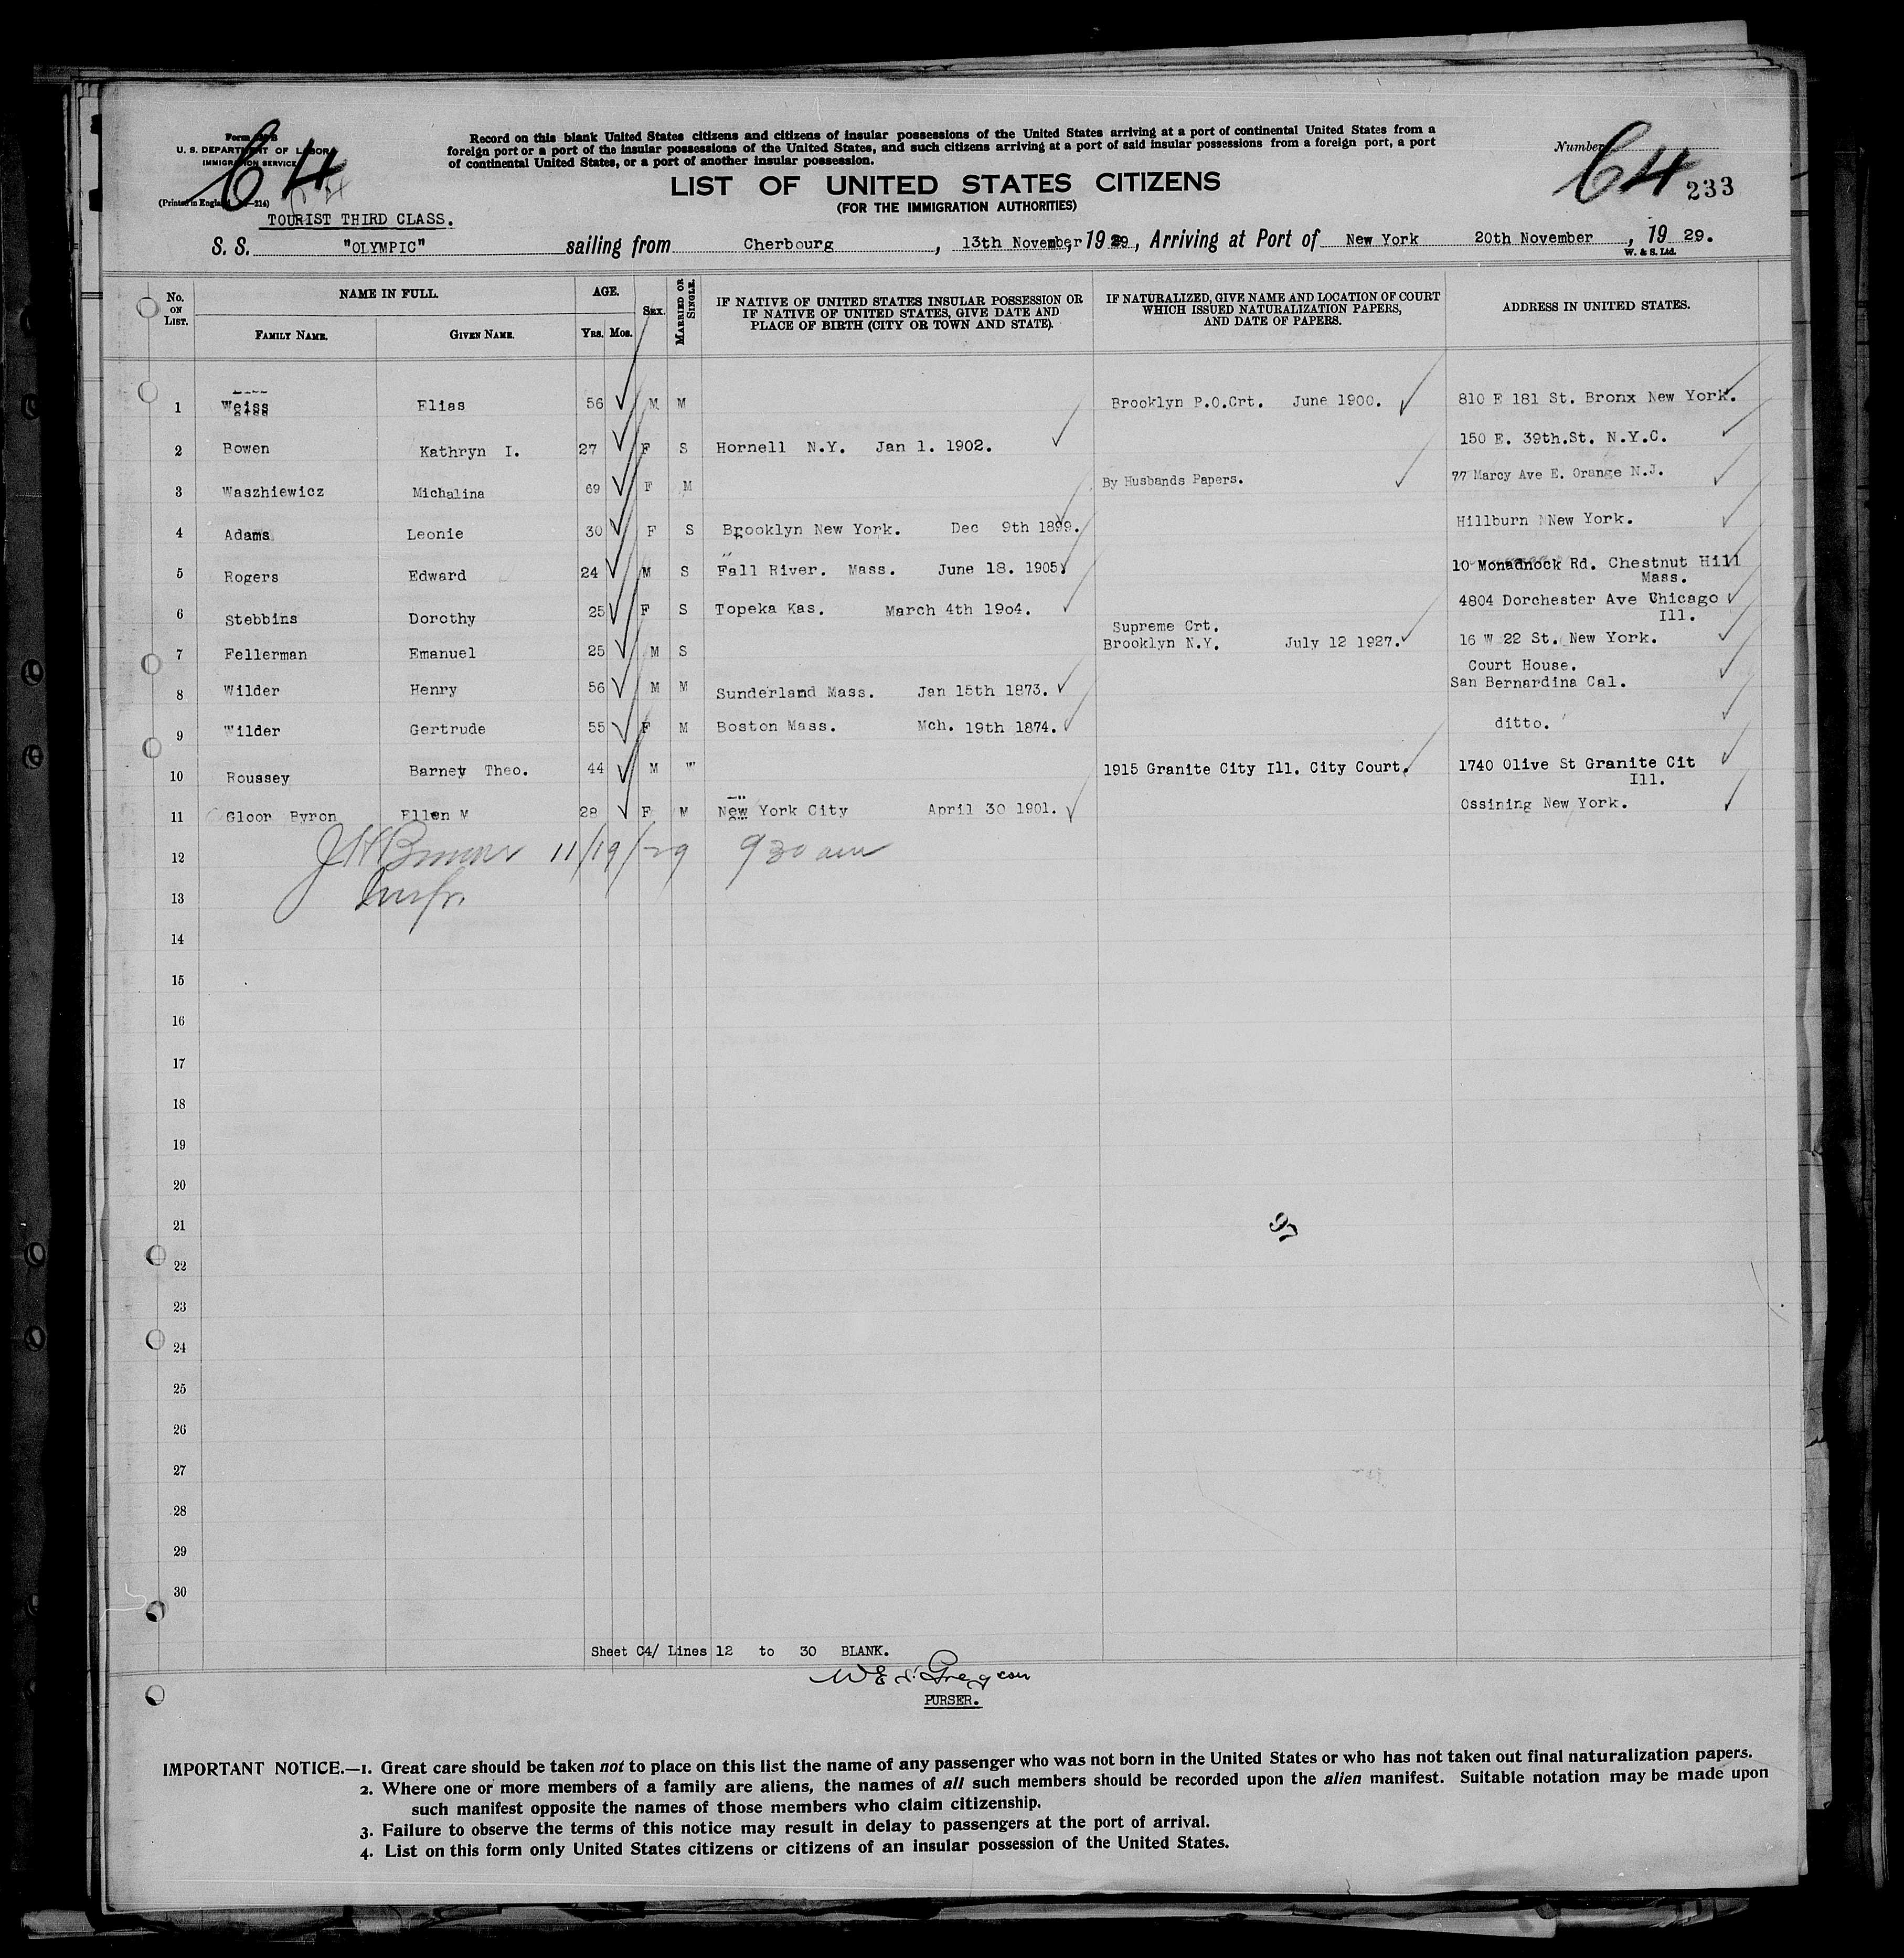 Form
U. S. DEPARTMENT OF LABOR
IMMIGRATION SERVICE
(Printed in England
64
TOURIST THIRD CLASS.
Record on this blank United States citizens and citizens of insular possessions of the United States arriving at a port of continental United States from a
foreign port or a port of the insular possessions of the United States, and such citizens arriving at a port of said insular possessions from a foreign port, a port
of continental United States, or a port of another insular possession.
LIST OF UNITED STATES CITIZENS
(FOR THE IMMIGRATION AUTHORITIES)
Number
64
233
S. S. "OLYMPIC" sailing from Cherbourg, 13th November, 1929, Arriving at Port of New York 20th November, 1929.
W. & S. Ltd.
No. ON LIST. NAME IN FULL. AGE. SEX. MARRIED OR SINGLE. IF NATIVE OF UNITED STATES INSULAR POSSESSION OR IF NATIVE OF UNITED STATES, GIVE DATE AND PLACE OF BIRTH (CITY OR TOWN AND STATE). IF NATURALIZED, GIVE NAME AND LOCATION OF COURT WHICH ISSUED NATURALIZATION PAPERS, AND DATE OF PAPERS. ADDRESS IN UNITED STATES.
FAMILY NAME. GIVEN NAME. Yrs. Mos.
1 Weiss Elias 56 M M Brooklyn P.O.Crt. June 1900. 810 E 181 St. Bronx New York.
2 Bowen Kathryn I. 27 F S Hornell N.Y. Jan 1. 1902. 150 E. 39th.St. N.Y.C.
3 Waszhiewicz Michalina 69 F M By Husbands Papers. 77 Marcy Ave E. Orange N.J.
4 Adams Leonie 30 F S Brooklyn New York. Dec 9th 1899. Hillburn New York.
5 Rogers Edward 24 M S Fall River. Mass. June 18. 1905. 10 Monadnock Rd. Chestnut Hill
Mass.
6 Stebbins Dorothy 25 F S Topeka Kas. March 4th 19o4. 4804 Dorchester Ave Chicago
Ill.
Supreme Crt.
7 Fellerman Emanuel 25 M S Brooklyn N.Y. July 12 1927. 16 W 22 St. New York.
Court House.
8 Wilder Henry 56 M M Sunderland Mass. Jan 15th 1873. San Bernardina Cal.
9 Wilder Gertrude 55 F M Boston Mass. Mch. 19th 1874. ditto.
10 Roussey Barney Theo. 44 M W 1915 Granite City Ill. City Court. 1740 Olive St Granite Cit
Ill.
11 Gloor Byron Ellen M 28 F M New York City April 30 1901. Ossining New York.
12 11/19/29 9 30 am
13
14
15
16
17
18
19
20
21
97
22
23
24
25
26
27
28
29
30
Sheet C4/ Lines 12 to 30 BLANK.
PURSER.
IMPORTANT NOTICE.—1. Great care should be taken not to place on this list the name of any passenger who was not born in the United States or who has not taken out final naturalization papers.
2. Where one or more members of a family are aliens, the names of all such members should be recorded upon the alien manifest. Suitable notation may be made upon
such manifest opposite the names of those members who claim citizenship.
3. Failure to observe the terms of this notice may result in delay to passengers at the port of arrival.
4. List on this form only United States citizens or citizens of an insular possession of the United States.